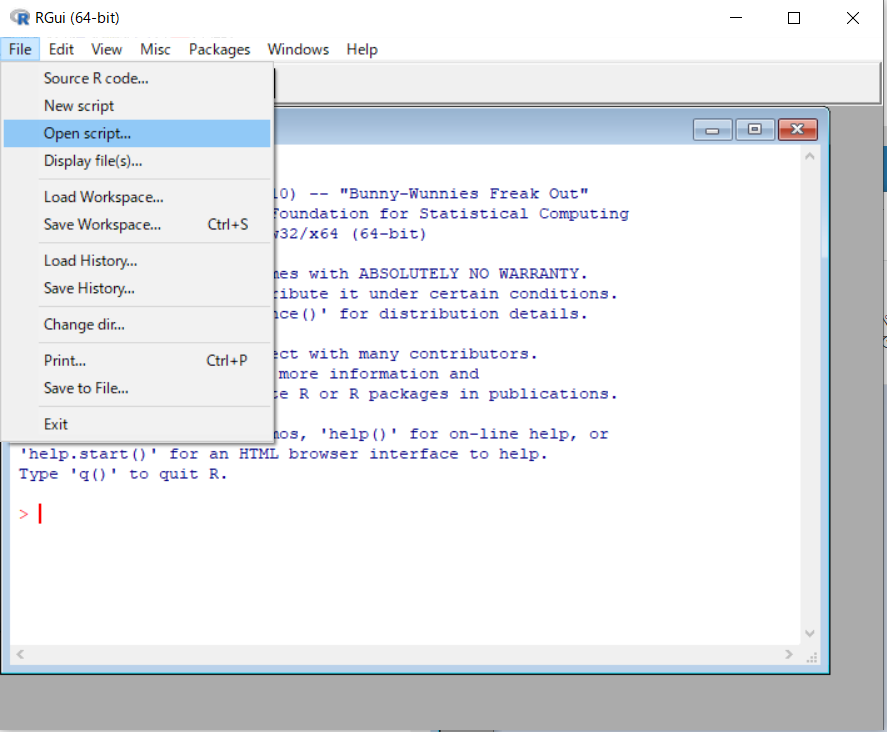 RGui (64-bit)
File Edit View Misc Packages Windows Help
Source R code...
New script
Open script...
Display file(s)...
Load Workspace...
Save Workspace... Ctrl+S
Load History...
Save History...
Change dir...
Print... Ctrl+P
Save to File...
Exit
10) -- "Bunny-Wunnies Freak Out"
Foundation for Statistical Computing
w32/x64 (64-bit)
mes with ABSOLUTELY NO WARRANTY.
ribute it under certain conditions.
nce()' for distribution details.
ect with many contributors.
more information and
te R or R packages in publications.
mos, 'help()' for on-line help, or
'help.start()' for an HTML browser interface to help.
Type 'q()' to quit R.
>